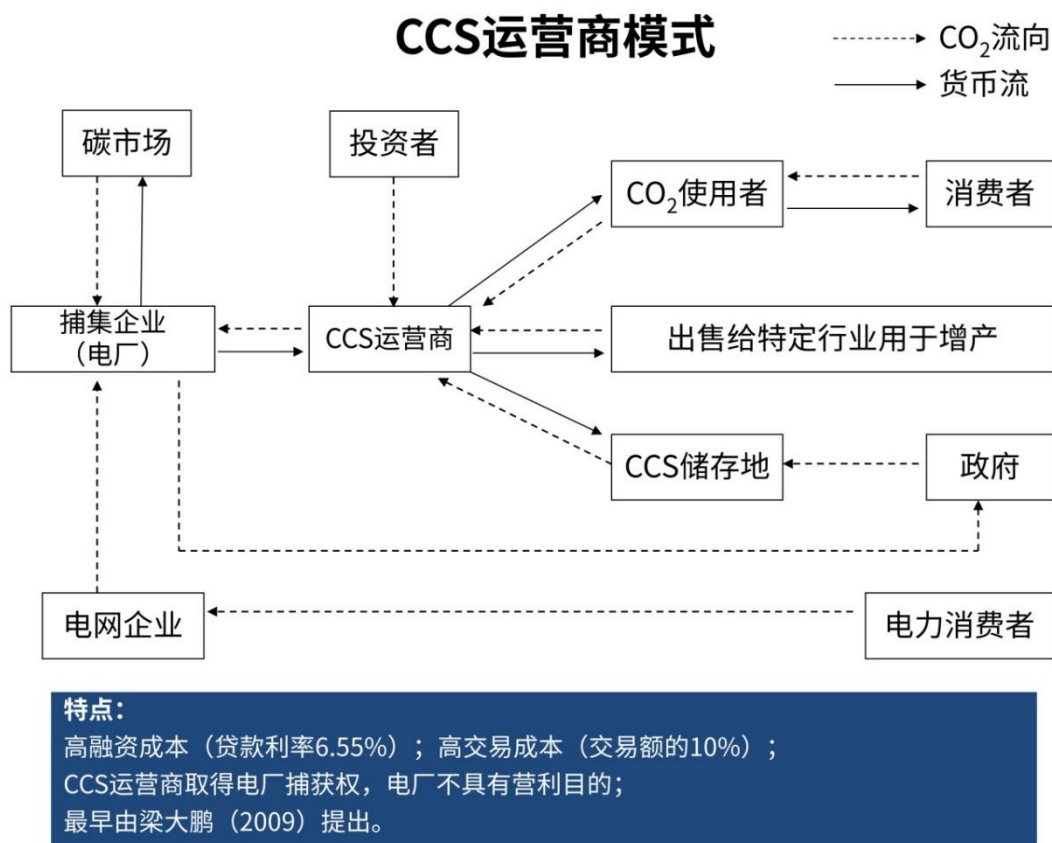 CCS运营商模式
CO₂流向
货币流
碳市场
投资者
CO₂使用者
消费者
捕集企业
（电厂）
CCS运营商
出售给特定行业用于增产
CCS储存地
政府
电网企业
电力消费者
特点：
高融资成本（贷款利率6.55%）；高交易成本（交易额的10%）；
CCS运营商取得电厂捕获权，电厂不具有营利目的；
最早由梁大鹏（2009）提出。